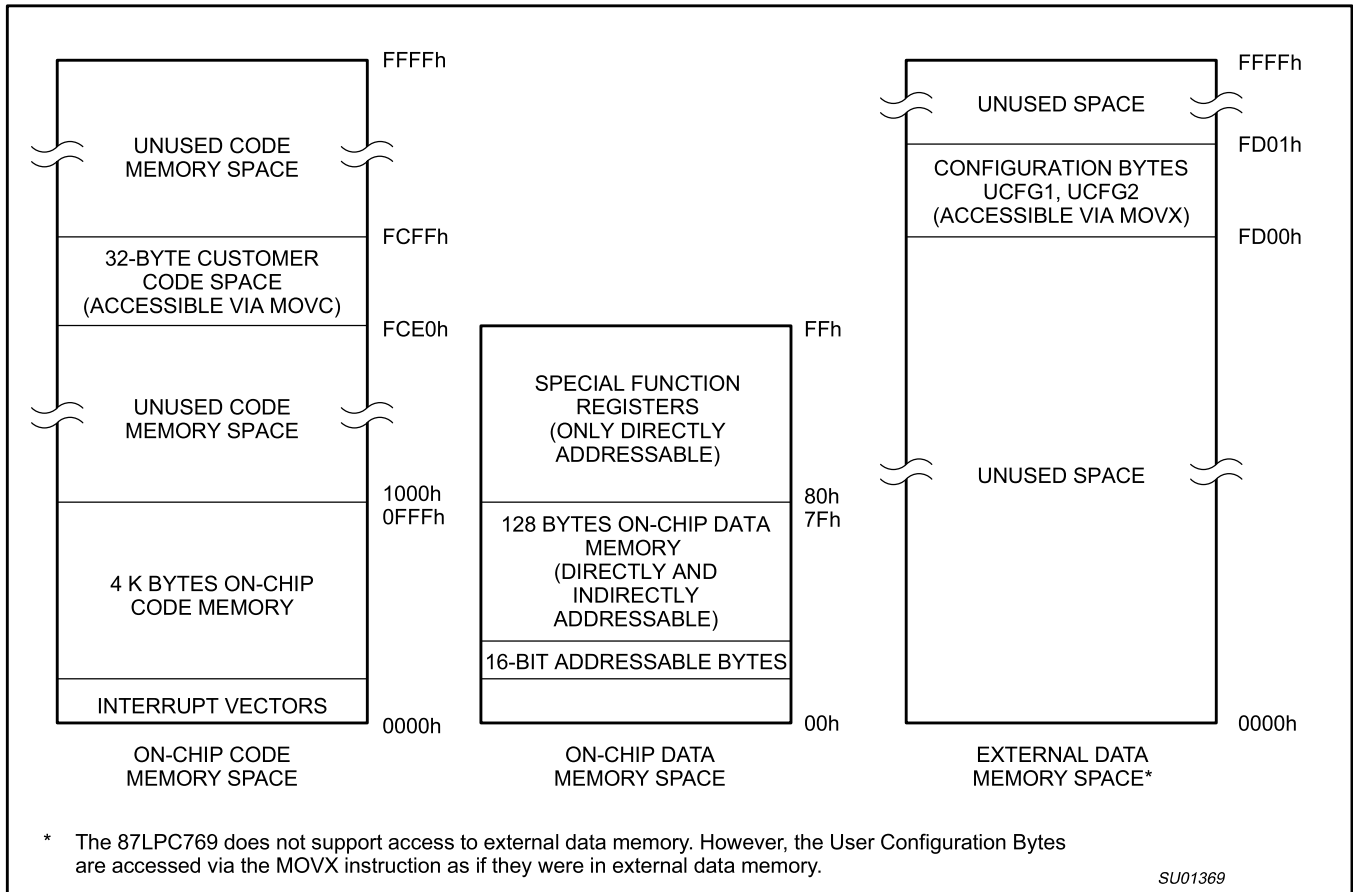 FFFFh
UNUSED CODE
MEMORY SPACE
FCFFh
32-BYTE CUSTOMER
CODE SPACE
(ACCESSIBLE VIA MOVC)
FCE0h
UNUSED CODE
MEMORY SPACE
1000h
0FFFh
4 K BYTES ON-CHIP
CODE MEMORY
INTERRUPT VECTORS
0000h
ON-CHIP CODE
MEMORY SPACE
FFh
SPECIAL FUNCTION
REGISTERS
(ONLY DIRECTLY
ADDRESSABLE)
80h
7Fh
128 BYTES ON-CHIP DATA
MEMORY
(DIRECTLY AND
INDIRECTLY
ADDRESSABLE)
16-BIT ADDRESSABLE BYTES
00h
ON-CHIP DATA
MEMORY SPACE
FFFFh
UNUSED SPACE
FD01h
CONFIGURATION BYTES
UCFG1, UCFG2
(ACCESSIBLE VIA MOVX)
FD00h
UNUSED SPACE
0000h
EXTERNAL DATA
MEMORY SPACE*
* The 87LPC769 does not support access to external data memory. However, the User Configuration Bytes
are accessed via the MOVX instruction as if they were in external data memory.
SU01369